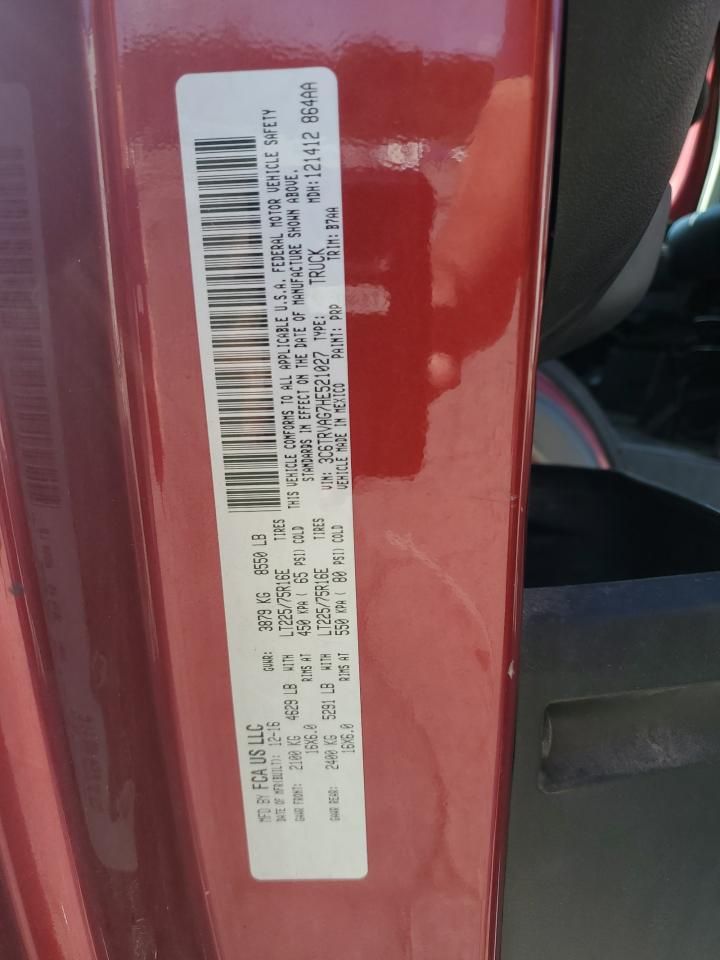 MFD BY FCA US LLC
DATE OF MFR(BUILT): 12-16 GVWR: 3879 KG 8550 LB
GAWR FRONT: 2100 KG 4629 LB WITH LT225/75R16E TIRES
16X6.0 RIMS AT 450 KPA ( 65 PSI) COLD
GAWR REAR: 2400 KG 5291 LB WITH LT225/75R16E TIRES
16X6.0 RIMS AT 550 KPA ( 80 PSI) COLD
THIS VEHICLE CONFORMS TO ALL APPLICABLE U.S.A. FEDERAL MOTOR VEHICLE SAFETY
STANDARDS IN EFFECT ON THE DATE OF MANUFACTURE SHOWN ABOVE.
VIN: 3C6TRVAG7HE521027 TYPE: TRUCK MDH: 121412 864AA
VEHICLE MADE IN MEXICO PAINT: PRP TRIM: B7AA